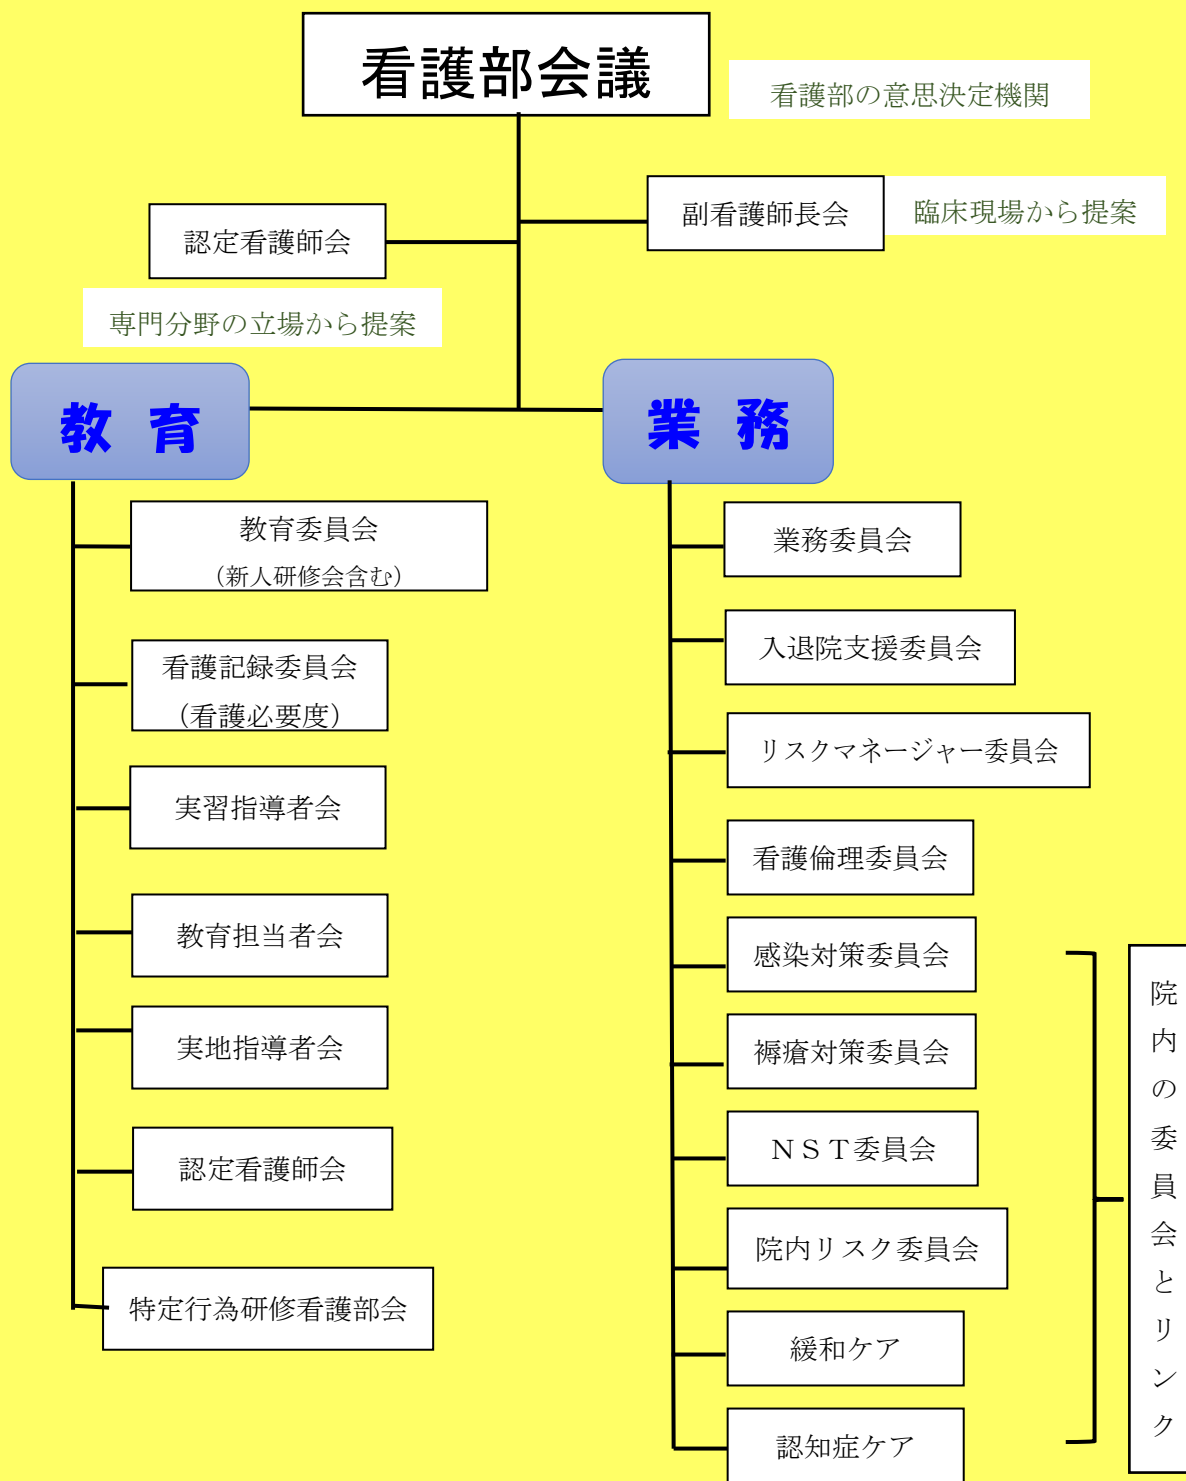 看護部会議
看護部の意思決定機関
副看護師長会
臨床現場から提案
認定看護師会
専門分野の立場から提案
教 育
教育委員会
（新人研修会含む）
看護記録委員会
（看護必要度）
実習指導者会
教育担当者会
実地指導者会
認定看護師会
特定行為研修看護部会
業 務
業務委員会
入退院支援委員会
リスクマネージャー委員会
看護倫理委員会
感染対策委員会
褥瘡対策委員会
ＮＳＴ委員会
院内リスク委員会
緩和ケア
認知症ケア
院内の委員会とリンク